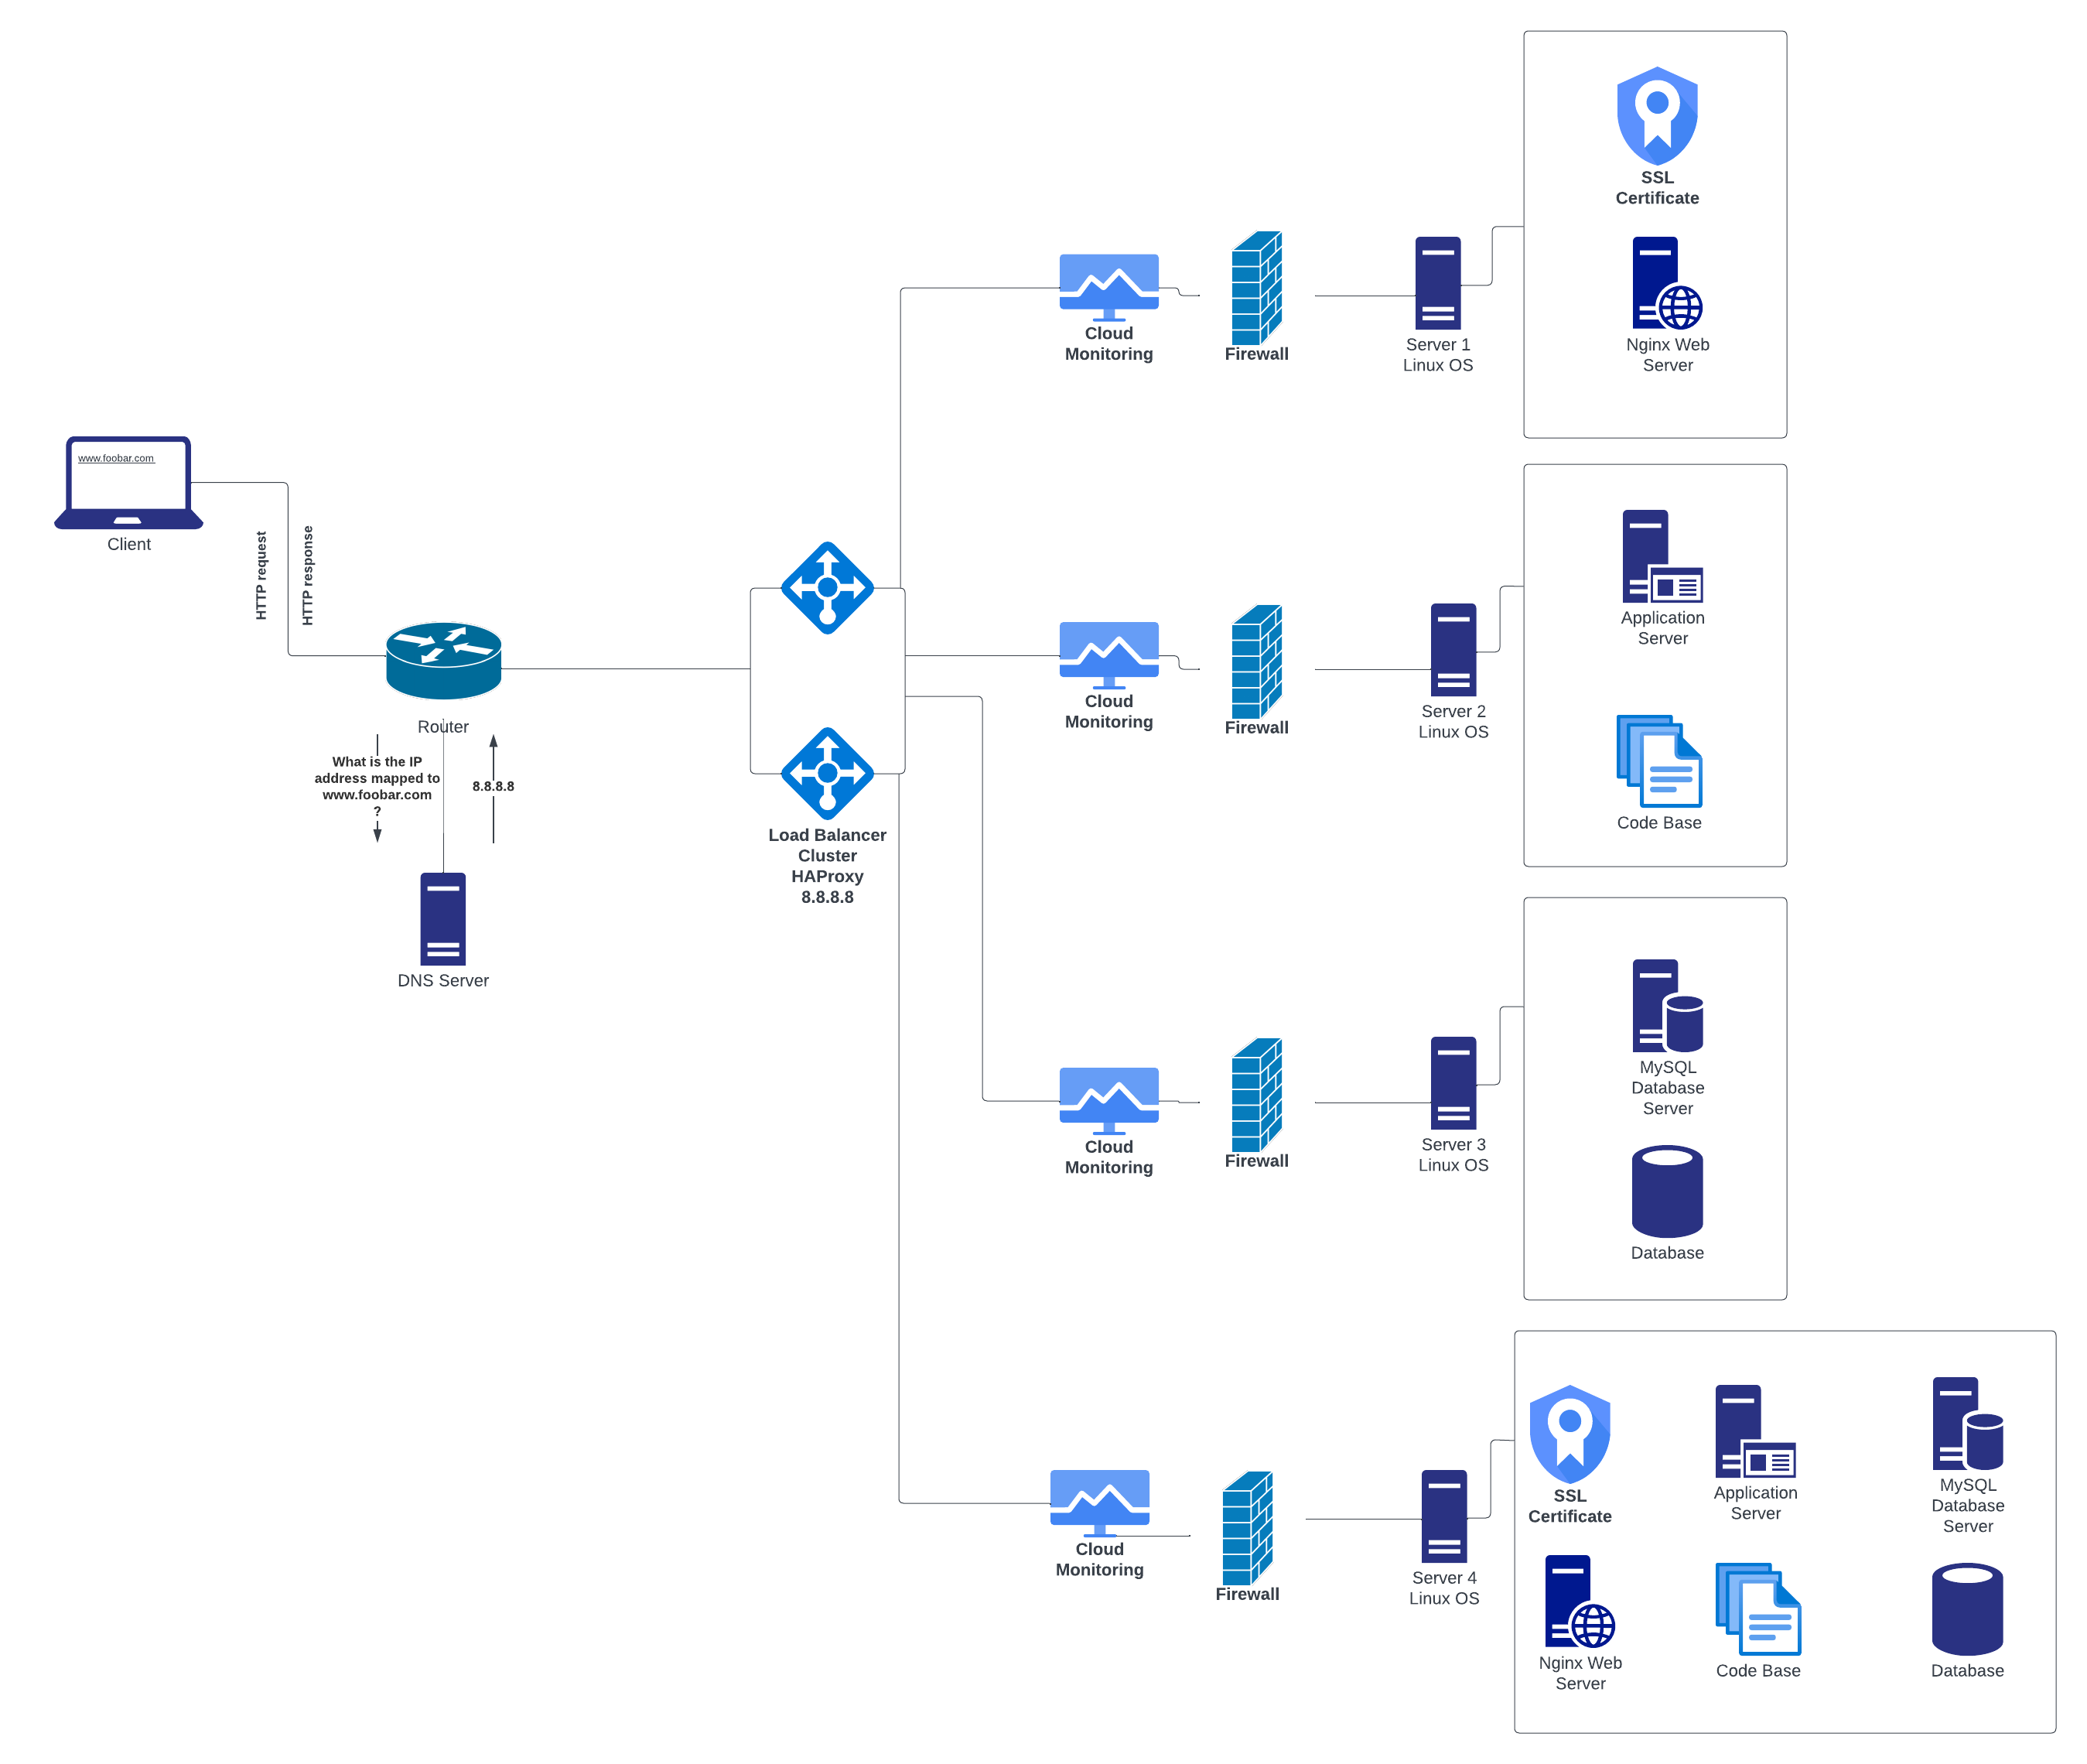 SSL
Certificate
Nginx Web
Server
Cloud
Monitoring
Firewall
Server 1
Linux OS
www.foobar.com
Client
HTTP request
HTTP response
Router
What is the IP
address mapped to
www.foobar.com
?
8.8.8.8
DNS Server
Load Balancer
Cluster
HAProxy
8.8.8.8
Cloud
Monitoring
Firewall
Server 2
Linux OS
Application
Server
Code Base
Cloud
Monitoring
Firewall
Server 3
Linux OS
MySQL
Database
Server
Database
Cloud
Monitoring
Firewall
Server 4
Linux OS
SSL
Certificate
Application
Server
MySQL
Database
Server
Nginx Web
Server
Code Base
Database